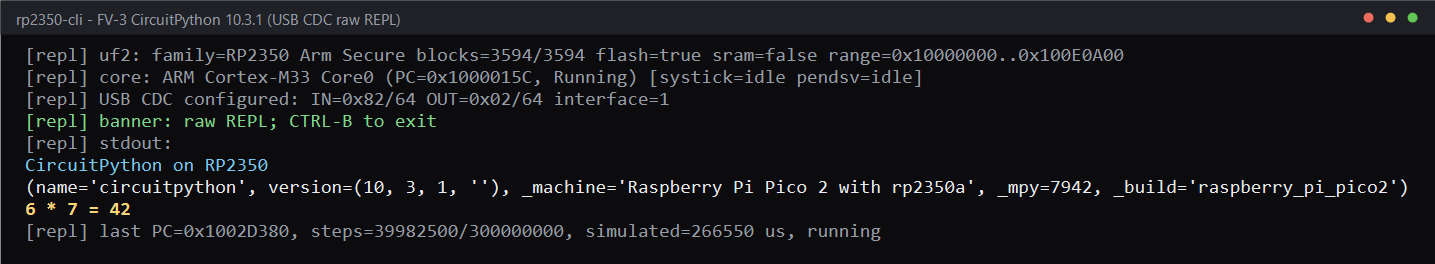 rp2350-cli - FV-3 CircuitPython 10.3.1 (USB CDC raw REPL)
[repl] uf2: family=RP2350 Arm Secure blocks=3594/3594 flash=true sram=false range=0x10000000..0x100E0A00
[repl] core: ARM Cortex-M33 Core0 (PC=0x1000015C, Running) [systick=idle pendsv=idle]
[repl] USB CDC configured: IN=0x82/64 OUT=0x02/64 interface=1
[repl] banner: raw REPL; CTRL-B to exit
[repl] stdout:
CircuitPython on RP2350
(name='circuitpython', version=(10, 3, 1, ''), _machine='Raspberry Pi Pico 2 with rp2350a', _mpy=7942, _build='raspberry_pi_pico2')
6 * 7 = 42
[repl] last PC=0x1002D380, steps=39982500/300000000, simulated=266550 us, running